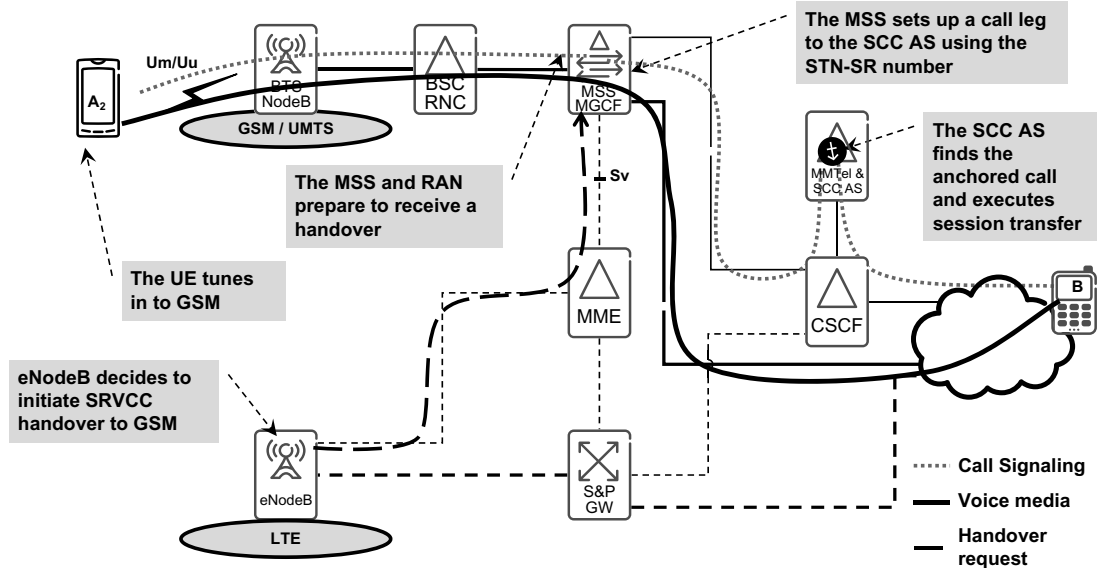 The MSS sets up a call leg
to the SCC AS using the
STN-SR number
Um/Uu
A2
BTS
NodeB
BSC
RNC
MSS
MGCF
GSM / UMTS
The SCC AS
finds the
anchored call
and executes
session transfer
MMTel &
SCC AS
The MSS and RAN
prepare to receive a
handover
Sv
The UE tunes
in to GSM
MME
CSCF
B
eNodeB decides to
initiate SRVCC
handover to GSM
eNodeB
S&P
GW
LTE
Call Signaling
Voice media
Handover
request